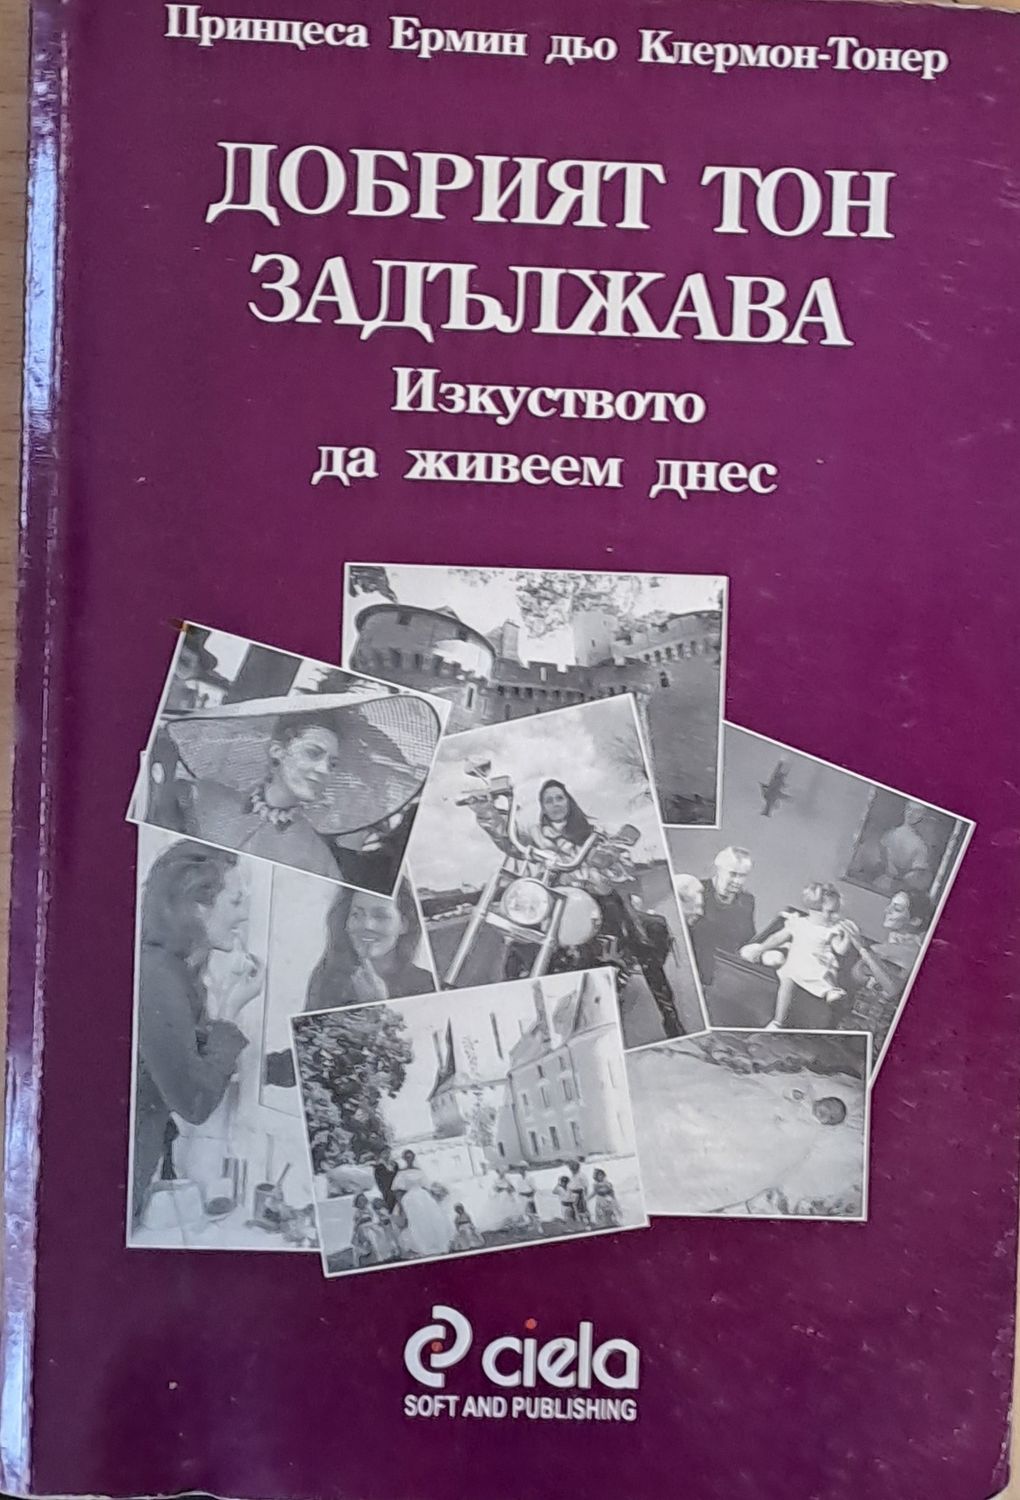 Принцеса Ермин дьо Клермон-Тонер
ДОБРИЯТ ТОН
ЗАДЪЛЖАВА
Изкуството
да живеем днес
ciela
SOFT AND PUBLISHING